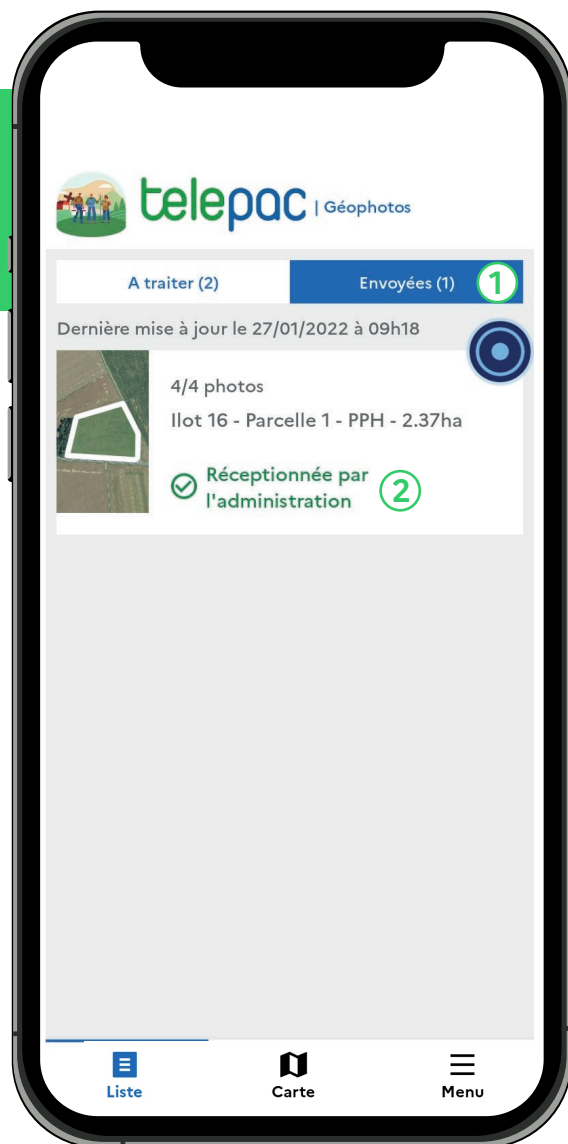 telepac | Géophotos
A traiter (2) Envoyées (1) 1
Dernière mise à jour le 27/01/2022 à 09h18
4/4 photos
Ilot 16 - Parcelle 1 - PPH - 2.37ha
Réceptionnée par
l'administration 2
Liste Carte Menu